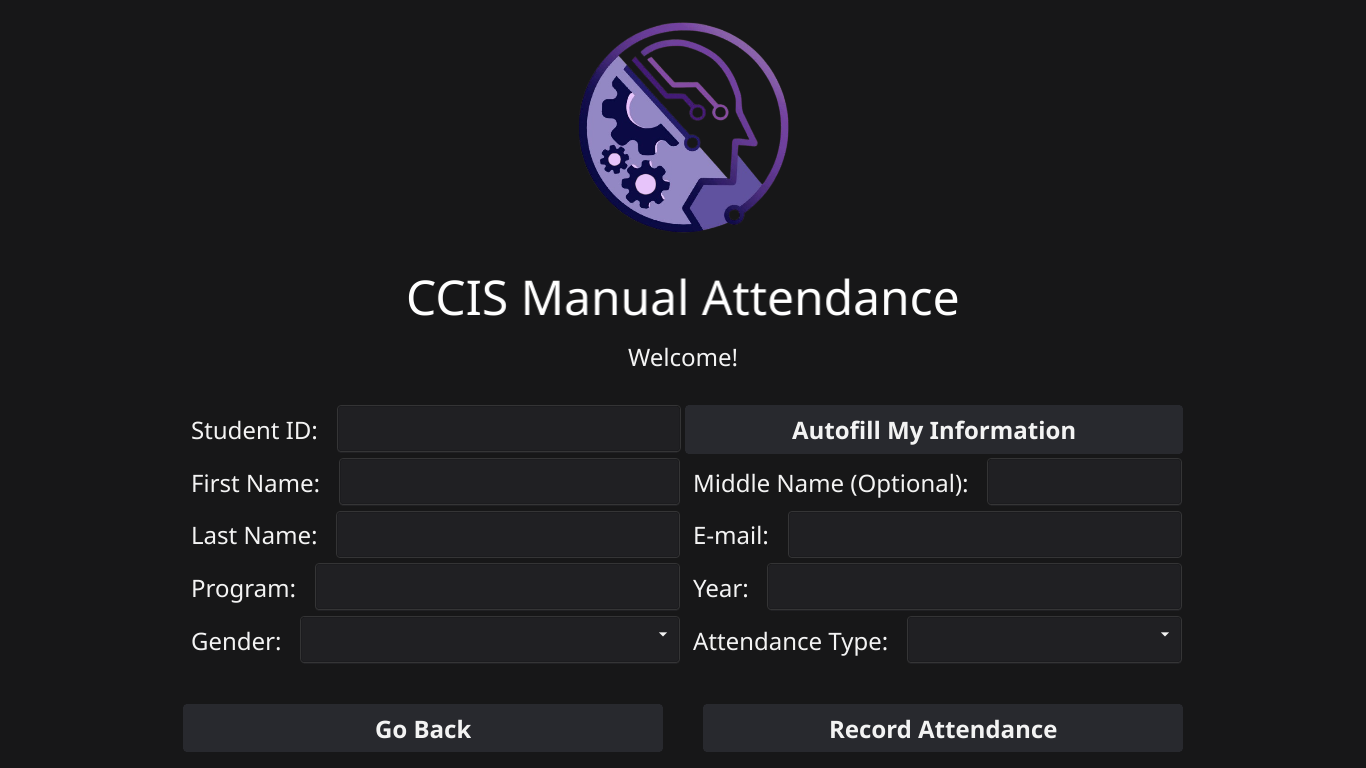 CCIS Manual Attendance
Welcome!
Student ID:
Autofill My Information
First Name:
Middle Name (Optional):
Last Name:
E-mail:
Program:
Year:
Gender:
Attendance Type:
Go Back
Record Attendance